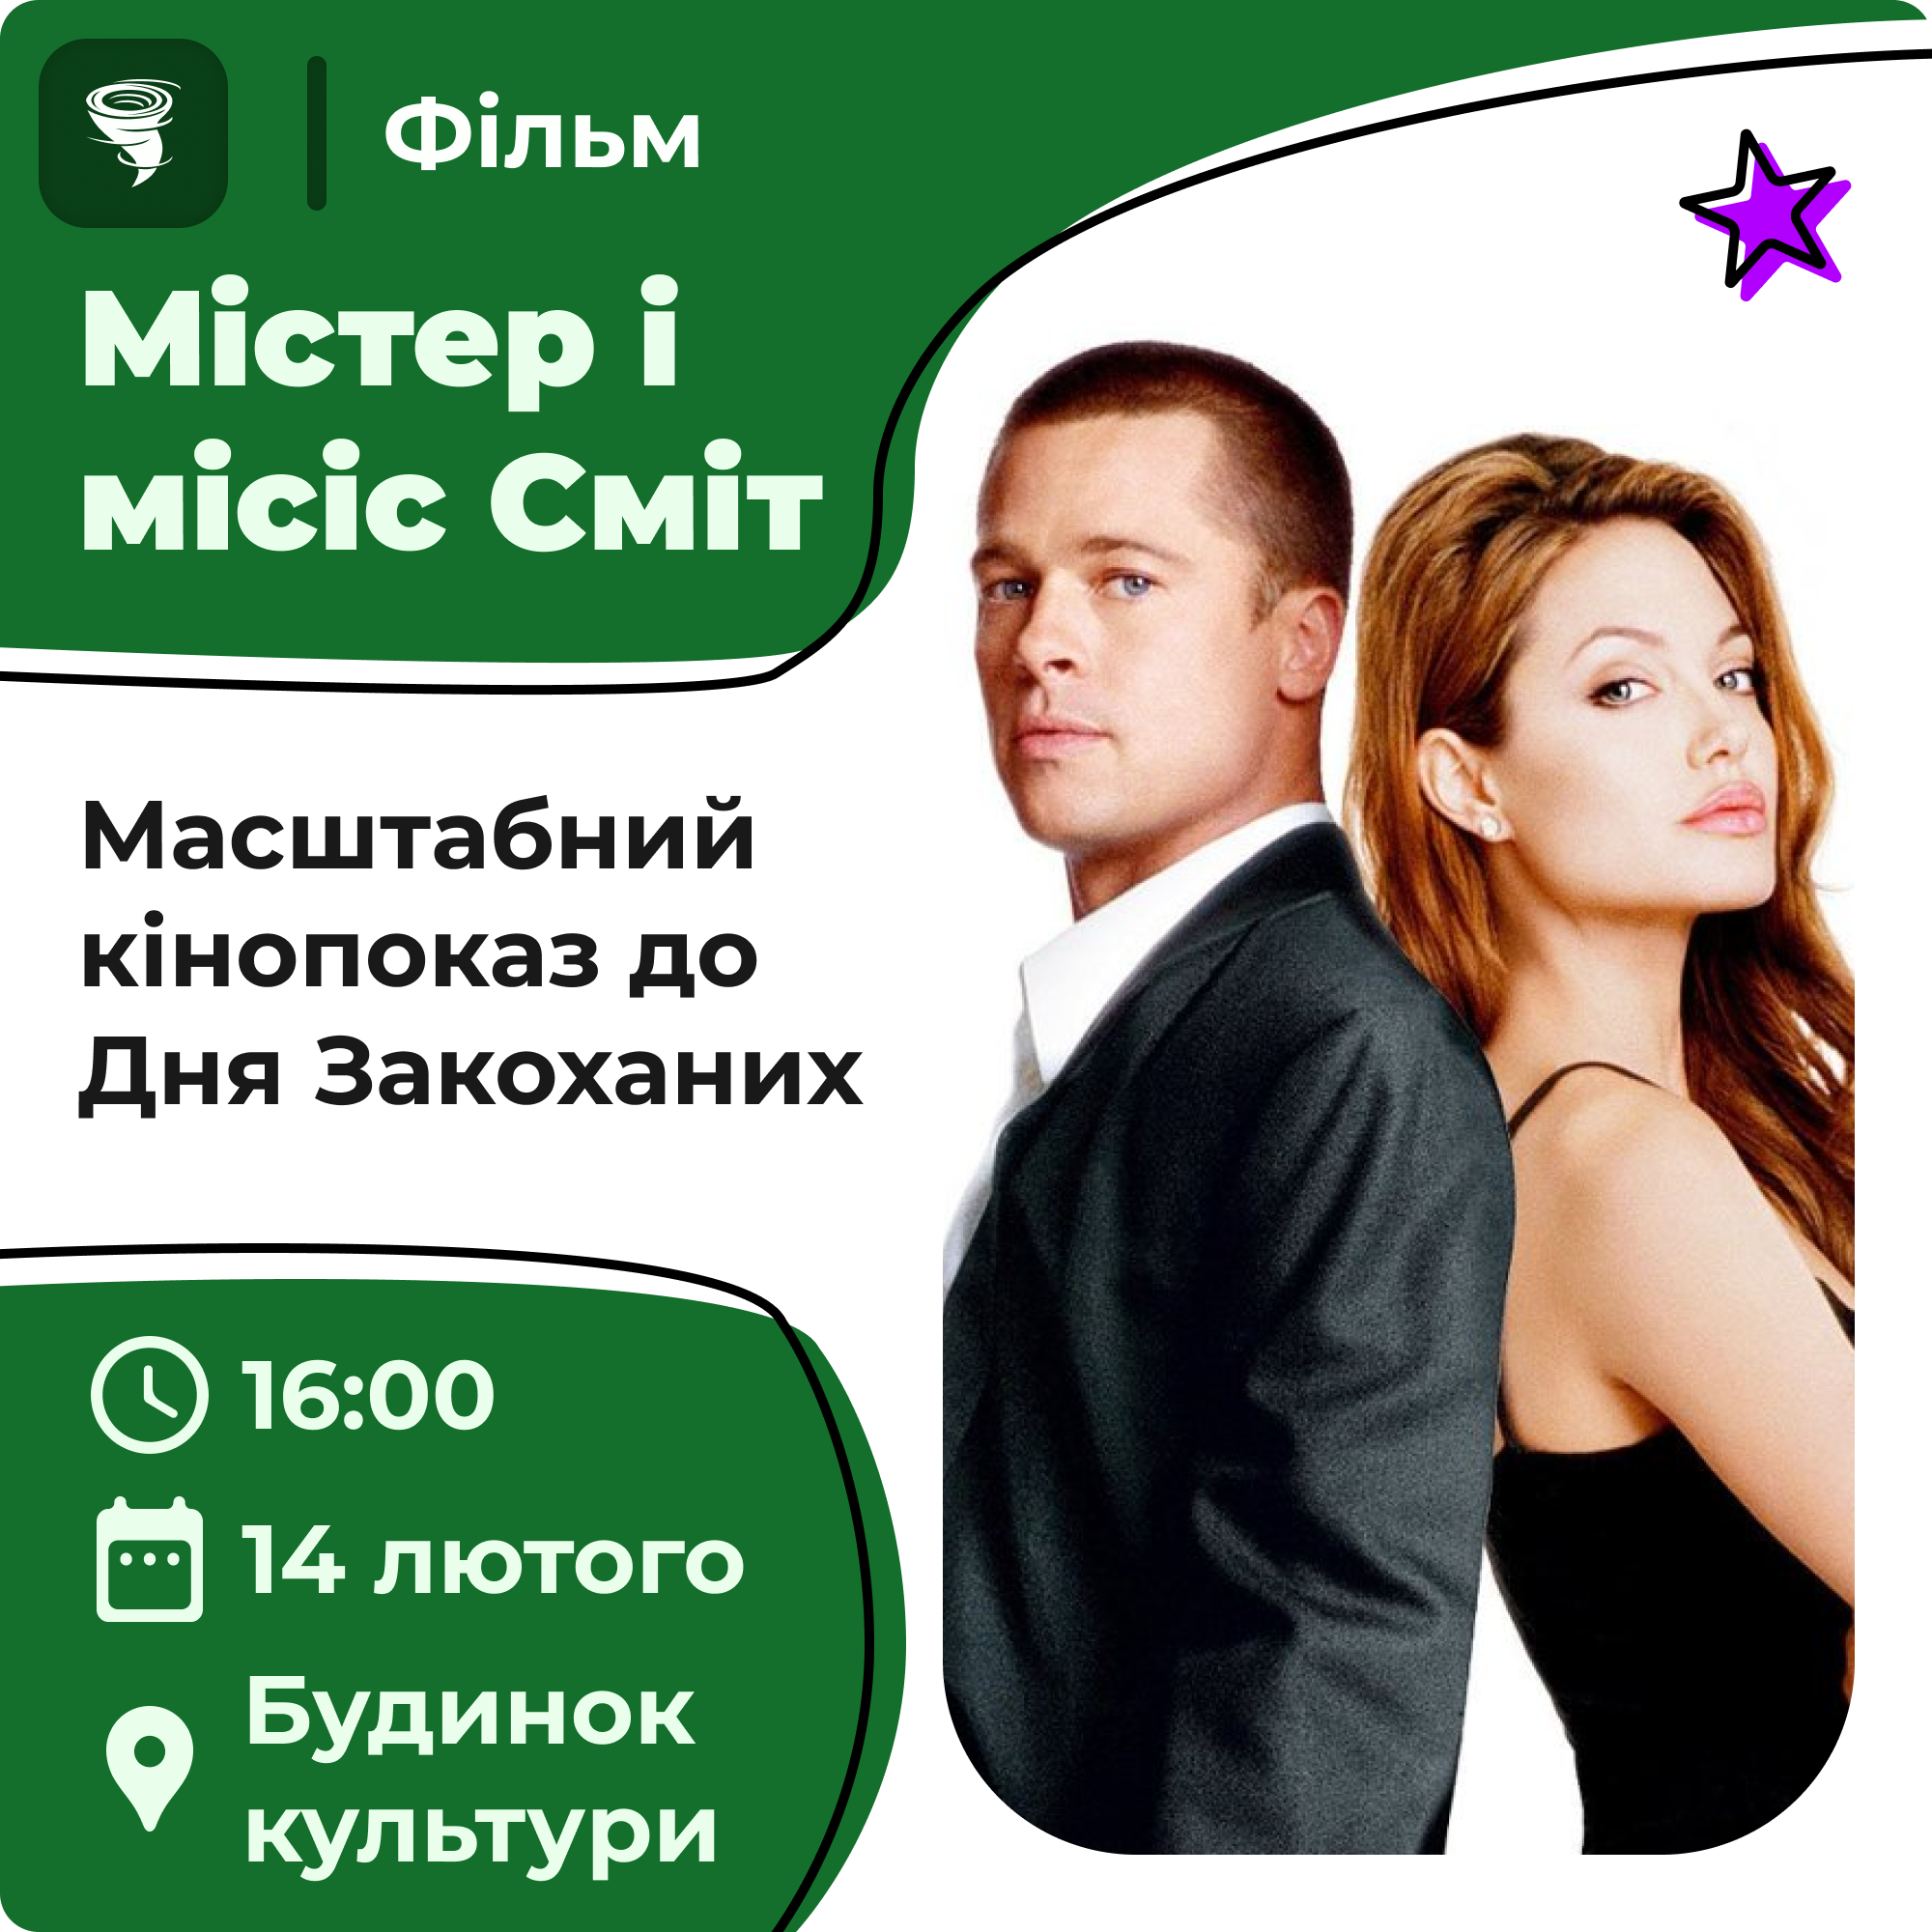 Фільм
Містер і
місіс Сміт
Масштабний
кінопоказ до
Дня Закоханих
16:00
14 лютого
Будинок
культури